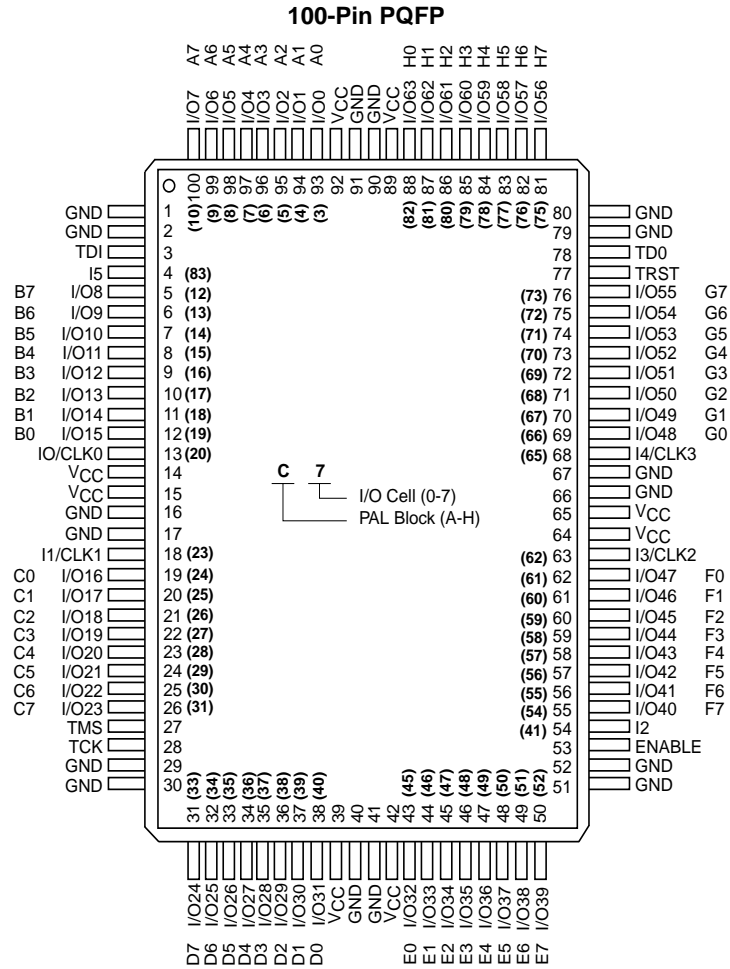 100-Pin PQFP
A7 A6 A5 A4 A3 A2 A1 A0 H0 H1 H2 H3 H4 H5 H6 H7
I/O7 I/O6 I/O5 I/O4 I/O3 I/O2 I/O1 I/O0 VCC GND GND VCC I/O63 I/O62 I/O61 I/O60 I/O59 I/O58 I/O57 I/O56
100 99 98 97 96 95 94 93 92 91 90 89 88 87 86 85 84 83 82 81
(10) (9) (8) (7) (6) (5) (4) (3) (82) (81) (80) (79) (78) (77) (76) (75)
GND 1 80 GND
GND 2 79 GND
TDI 3 78 TD0
I5 4 (83) 77 TRST
B7 I/O8 5 (12) (73) 76 I/O55 G7
B6 I/O9 6 (13) (72) 75 I/O54 G6
B5 I/O10 7 (14) (71) 74 I/O53 G5
B4 I/O11 8 (15) (70) 73 I/O52 G4
B3 I/O12 9 (16) (69) 72 I/O51 G3
B2 I/O13 10 (17) (68) 71 I/O50 G2
B1 I/O14 11 (18) (67) 70 I/O49 G1
B0 I/O15 12 (19) (66) 69 I/O48 G0
IO/CLK0 13 (20) (65) 68 I4/CLK3
VCC 14 67 GND
VCC 15 66 GND
GND 16 65 VCC
GND 17 64 VCC
C 7
I/O Cell (0-7)
PAL Block (A-H)
I1/CLK1 18 (23) (62) 63 I3/CLK2
C0 I/O16 19 (24) (61) 62 I/O47 F0
C1 I/O17 20 (25) (60) 61 I/O46 F1
C2 I/O18 21 (26) (59) 60 I/O45 F2
C3 I/O19 22 (27) (58) 59 I/O44 F3
C4 I/O20 23 (28) (57) 58 I/O43 F4
C5 I/O21 24 (29) (56) 57 I/O42 F5
C6 I/O22 25 (30) (55) 56 I/O41 F6
C7 I/O23 26 (31) (54) 55 I/O40 F7
TMS 27 (41) 54 I2
TCK 28 53 ENABLE
GND 29 52 GND
GND 30 51 GND
(33) (34) (35) (36) (37) (38) (39) (40) (45) (46) (47) (48) (49) (50) (51) (52)
31 32 33 34 35 36 37 38 39 40 41 42 43 44 45 46 47 48 49 50
I/O24 I/O25 I/O26 I/O27 I/O28 I/O29 I/O30 I/O31 VCC GND GND VCC I/O32 I/O33 I/O34 I/O35 I/O36 I/O37 I/O38 I/O39
D7 D6 D5 D4 D3 D2 D1 D0 E0 E1 E2 E3 E4 E5 E6 E7